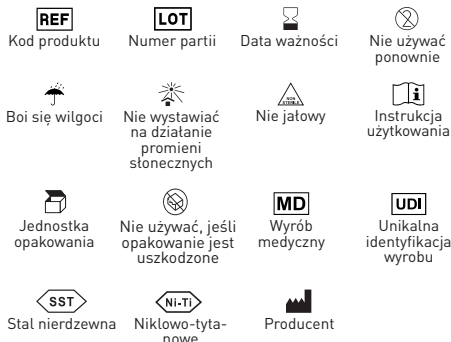 REF
LOT
2
Kod produktu
Numer partii
Data ważności
Nie używać
ponownie
NON
STERILE
i
Boi się wilgoci
Nie wystawiać
na działanie
promieni
słonecznych
Nie jałowy
Instrukcja
użytkowania
MD
UDI
Jednostka
opakowania
Nie używać, jeśli
opakowanie jest
uszkodzone
Wyrób
medyczny
Unikalna
identyfikacja
wyrobu
SST
Ni-Ti
Stal nierdzewna
Niklowo-tyta-
nowe
Producent